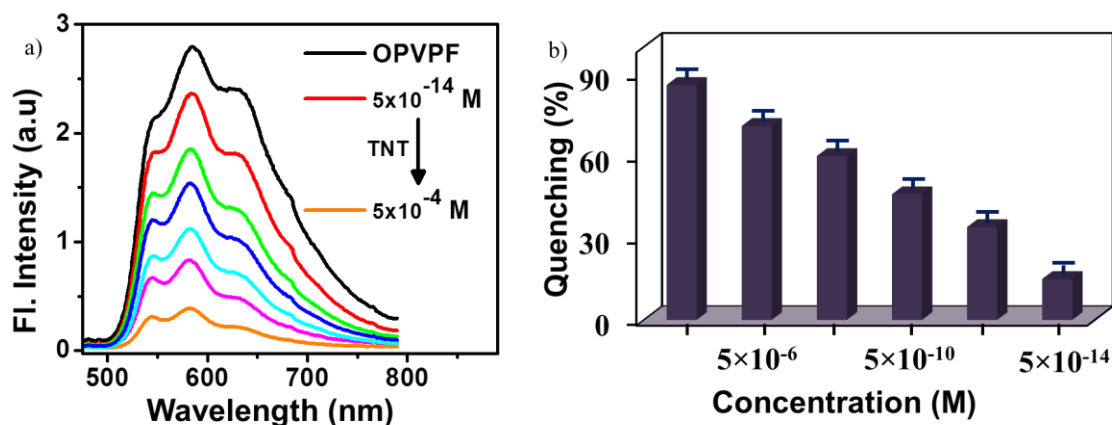 a)
3
2
1
0
Fl. Intensity (a.u)
OPVPF
5x10⁻¹⁴ M
TNT
5x10⁻⁴ M
500 600 700 800
Wavelength (nm)
b)
90
60
30
0
Quenching (%)
5×10⁻⁶ 5×10⁻¹⁰ 5×10⁻¹⁴
Concentration (M)